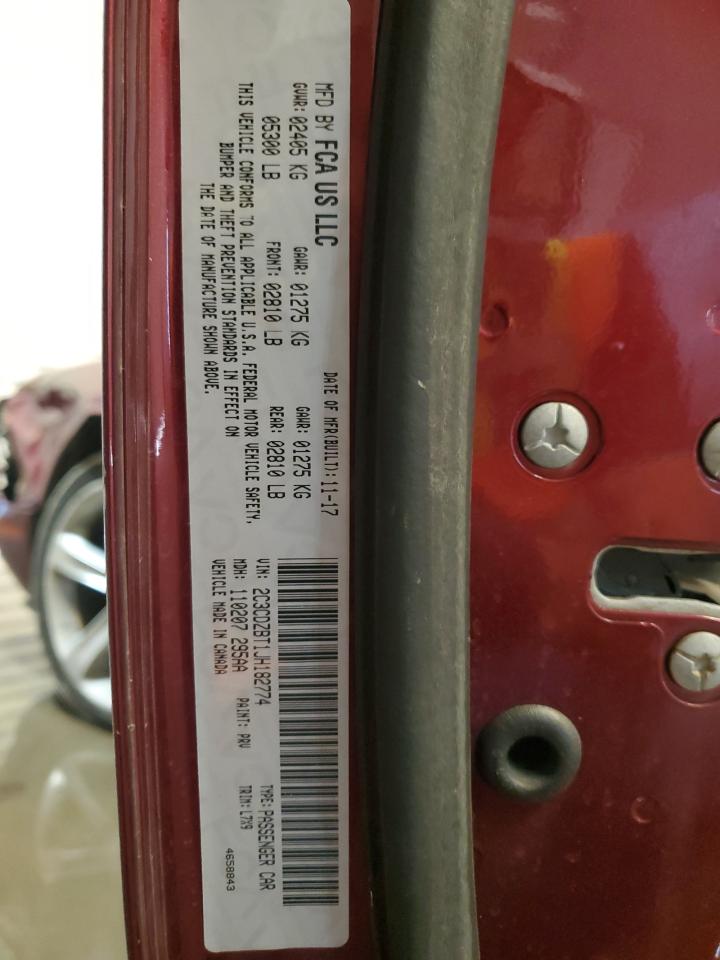 MFD BY FCA US LLC
DATE OF MFR(BUILT): 11-17
GVWR: 02405 KG GAWR: 01275 KG GAWR: 01275 KG
05300 LB FRONT: 02810 LB REAR: 02810 LB
THIS VEHICLE CONFORMS TO ALL APPLICABLE U.S.A. FEDERAL MOTOR VEHICLE SAFETY,
BUMPER AND THEFT PREVENTION STANDARDS IN EFFECT ON
THE DATE OF MANUFACTURE SHOWN ABOVE.
VIN: 2C3CDZBT1JH182774 TYPE: PASSENGER CAR
MDH: 110207 295AA PAINT: PRV TRIM: L7X9
VEHICLE MADE IN CANADA 4658843